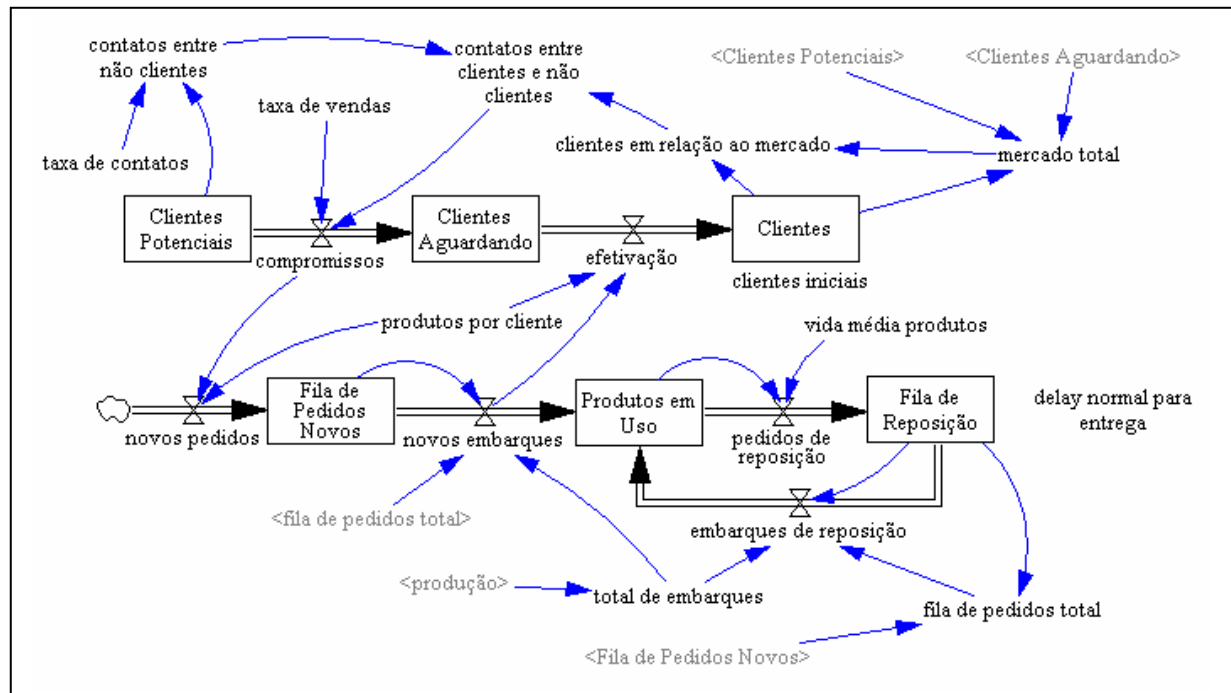 contatos entre
não clientes
contatos entre
clientes e não
clientes
<Clientes Potenciais>
<Clientes Aguardando>
taxa de vendas
taxa de contatos
clientes em relação ao mercado
mercado total
Clientes
Potenciais
Clientes
Aguardando
Clientes
compromissos
efetivação
clientes iniciais
produtos por cliente
vida média produtos
Fila de
Pedidos
Novos
Produtos em
Uso
Fila de
Reposição
delay normal para
entrega
novos pedidos
novos embarques
pedidos de
reposição
<fila de pedidos total>
embarques de reposição
<produção>
total de embarques
fila de pedidos total
<Fila de Pedidos Novos>